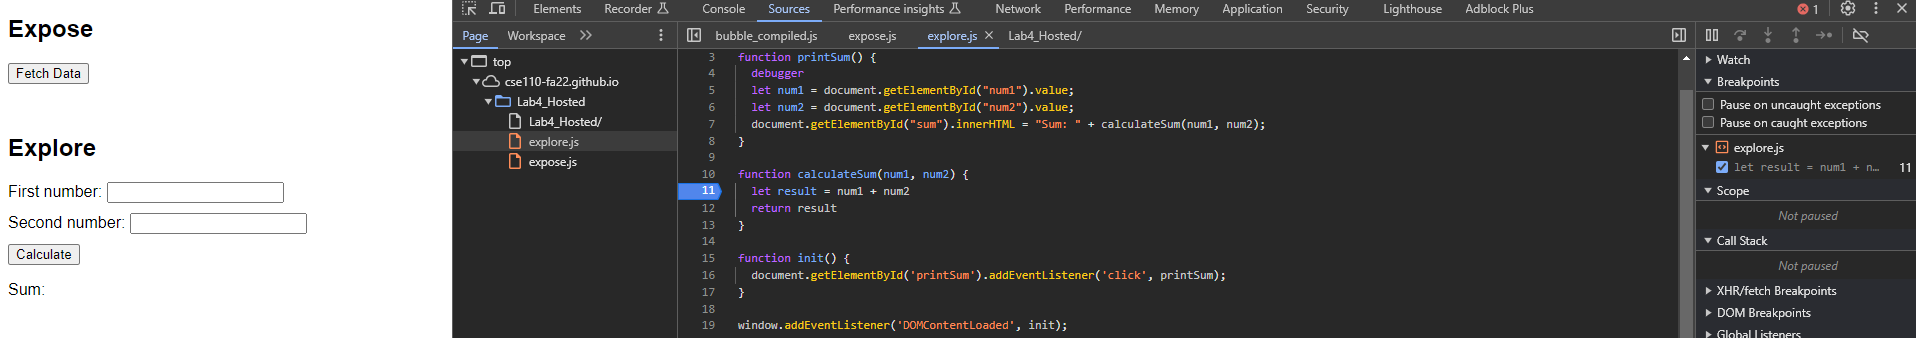 Expose
Fetch Data
Explore
First number:
Second number:
Calculate
Sum:
Elements Recorder Console Sources Performance insights Network Performance Memory Application Security Lighthouse Adblock Plus 1
Page Workspace
top
cse110-fa22.github.io
Lab4_Hosted
Lab4_Hosted/
explore.js
expose.js
bubble_compiled.js expose.js explore.js Lab4_Hosted/
3 function printSum() {
4 debugger
5 let num1 = document.getElementById("num1").value;
6 let num2 = document.getElementById("num2").value;
7 document.getElementById("sum").innerHTML = "Sum: " + calculateSum(num1, num2);
8 }
9
10 function calculateSum(num1, num2) {
11 let result = num1 + num2
12 return result
13 }
14
15 function init() {
16 document.getElementById('printSum').addEventListener('click', printSum);
17 }
18
19 window.addEventListener('DOMContentLoaded', init);
Watch
Breakpoints
Pause on uncaught exceptions
Pause on caught exceptions
explore.js
let result = num1 + n… 11
Scope
Not paused
Call Stack
Not paused
XHR/fetch Breakpoints
DOM Breakpoints
Global Listeners